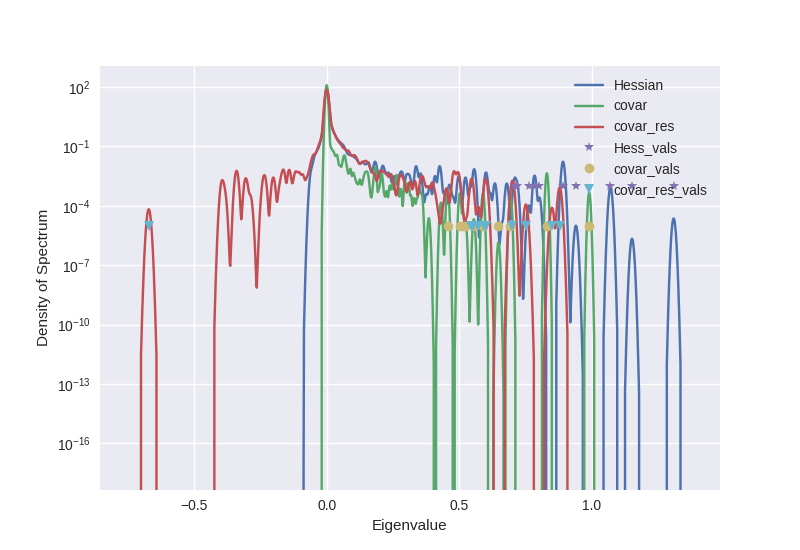 10^2
10^-1
10^-4
10^-7
10^-10
10^-13
10^-16
Density of Spectrum
−0.5
0.0
0.5
1.0
Eigenvalue
Hessian
covar
covar_res
Hess_vals
covar_vals
covar_res_vals